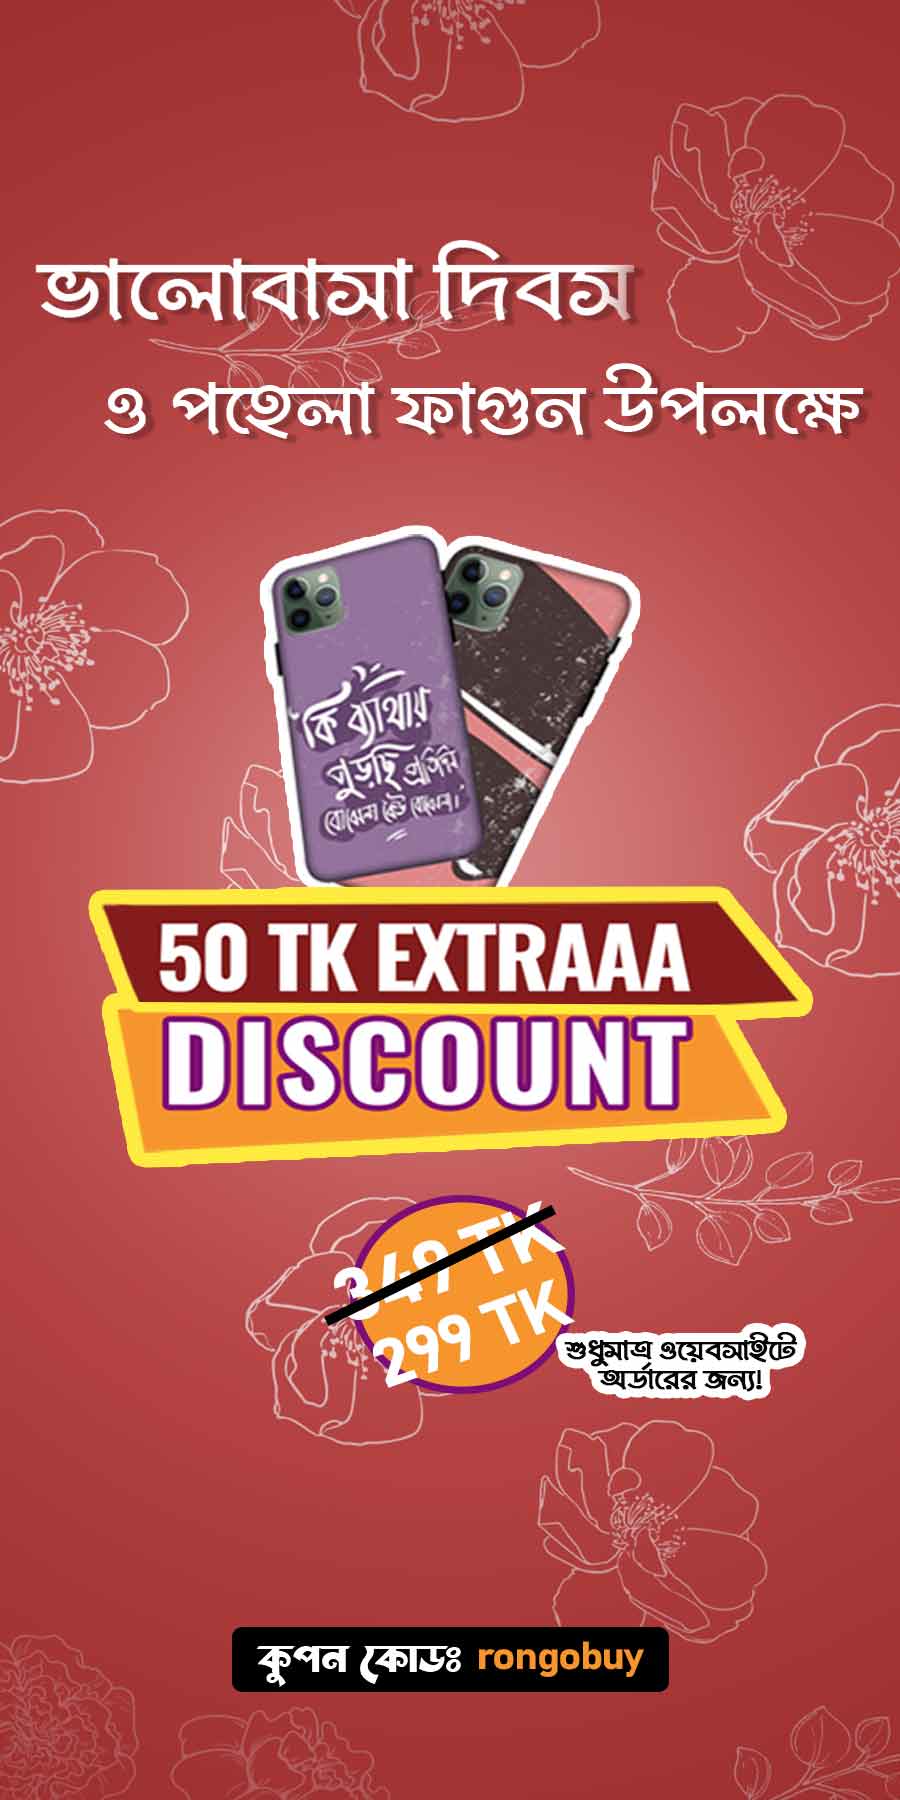 ভালোবাসা দিবস
ও পহেলা ফাগুন উপলক্ষে
"কি ব্যাথায়
পুড়ছি প্রতিদিন
বোঝেনা কেউ বোঝেনা।"
50 TK EXTRAAA
DISCOUNT
349 TK
299 TK
শুধুমাত্র ওয়েবসাইটে
অর্ডারের জন্য!
কুপন কোডঃ rongobuy